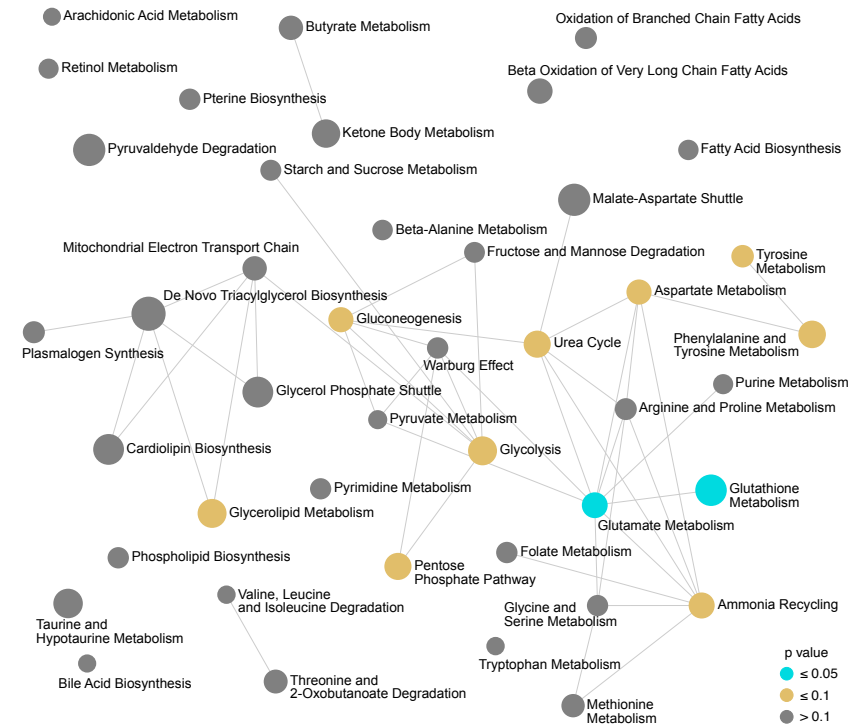 Arachidonic Acid Metabolism
Butyrate Metabolism
Oxidation of Branched Chain Fatty Acids
Retinol Metabolism
Beta Oxidation of Very Long Chain Fatty Acids
Pterine Biosynthesis
Ketone Body Metabolism
Pyruvaldehyde Degradation
Fatty Acid Biosynthesis
Starch and Sucrose Metabolism
Malate-Aspartate Shuttle
Beta-Alanine Metabolism
Mitochondrial Electron Transport Chain
Fructose and Mannose Degradation
Tyrosine
Metabolism
De Novo Triacylglycerol Biosynthesis
Aspartate Metabolism
Gluconeogenesis
Plasmalogen Synthesis
Urea Cycle
Phenylalanine and
Tyrosine Metabolism
Warburg Effect
Glycerol Phosphate Shuttle
Purine Metabolism
Pyruvate Metabolism
Arginine and Proline Metabolism
Cardiolipin Biosynthesis
Glycolysis
Pyrimidine Metabolism
Glutathione
Metabolism
Glycerolipid Metabolism
Glutamate Metabolism
Phospholipid Biosynthesis
Folate Metabolism
Pentose
Phosphate Pathway
Valine, Leucine
and Isoleucine Degradation
Glycine and
Serine Metabolism
Ammonia Recycling
Taurine and
Hypotaurine Metabolism
Tryptophan Metabolism
Bile Acid Biosynthesis
Threonine and
2-Oxobutanoate Degradation
Methionine
Metabolism
p value
≤ 0.05
≤ 0.1
> 0.1